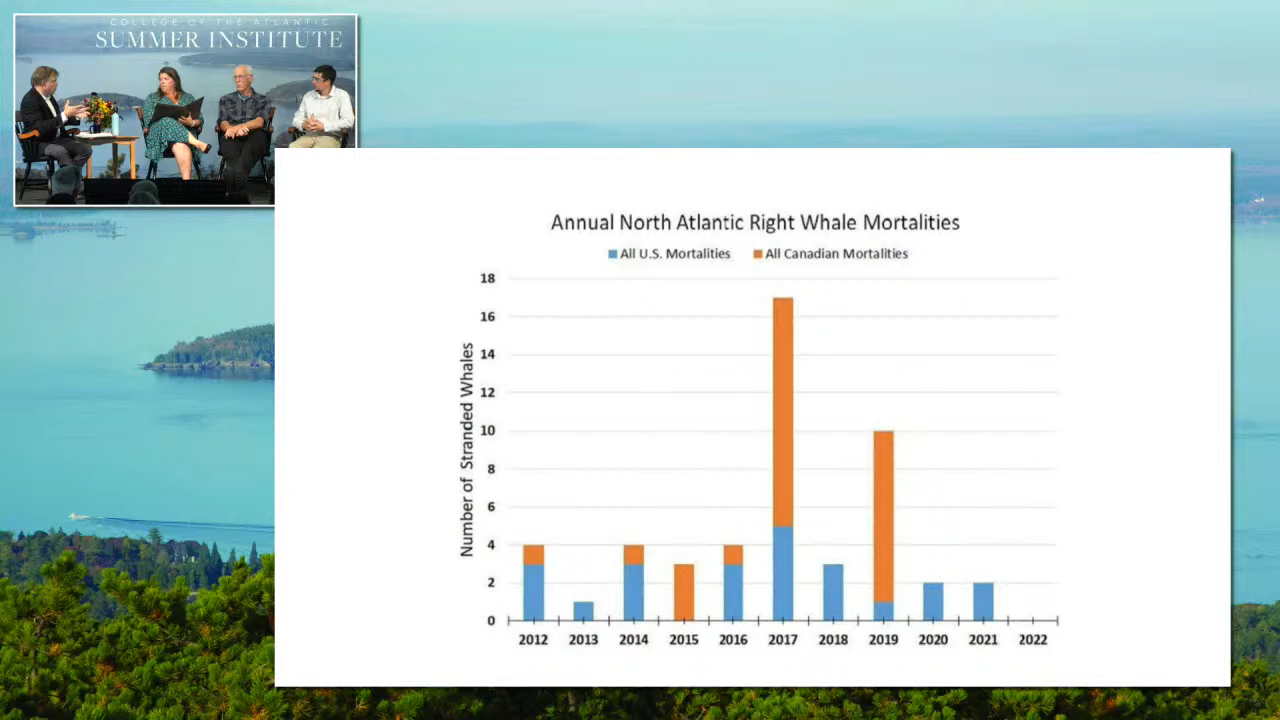 COLLEGE OF THE ATLANTIC
SUMMER INSTITUTE
Annual North Atlantic Right Whale Mortalities
All U.S. Mortalities All Canadian Mortalities
Number of Stranded Whales
18
16
14
12
10
8
6
4
2
0
2012 2013 2014 2015 2016 2017 2018 2019 2020 2021 2022